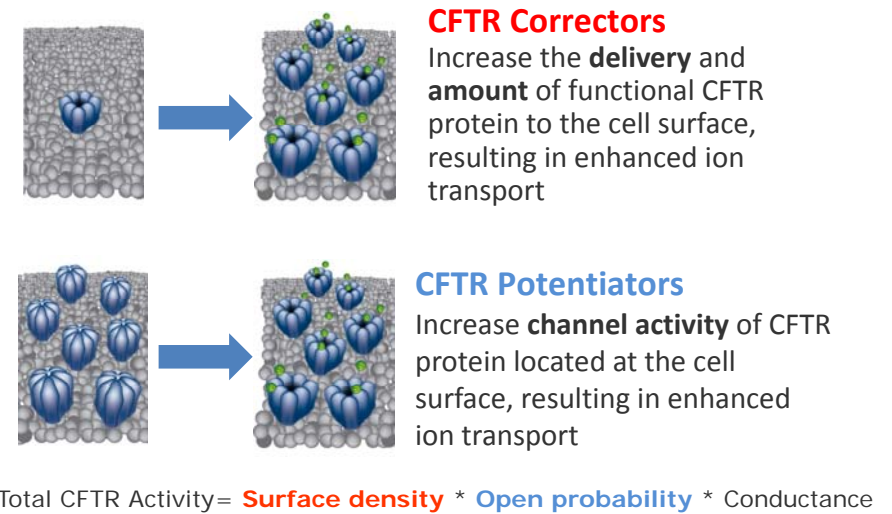 CFTR Correctors
Increase the delivery and
amount of functional CFTR
protein to the cell surface,
resulting in enhanced ion
transport
CFTR Potentiators
Increase channel activity of CFTR
protein located at the cell
surface, resulting in enhanced
ion transport
Total CFTR Activity= Surface density * Open probability * Conductance